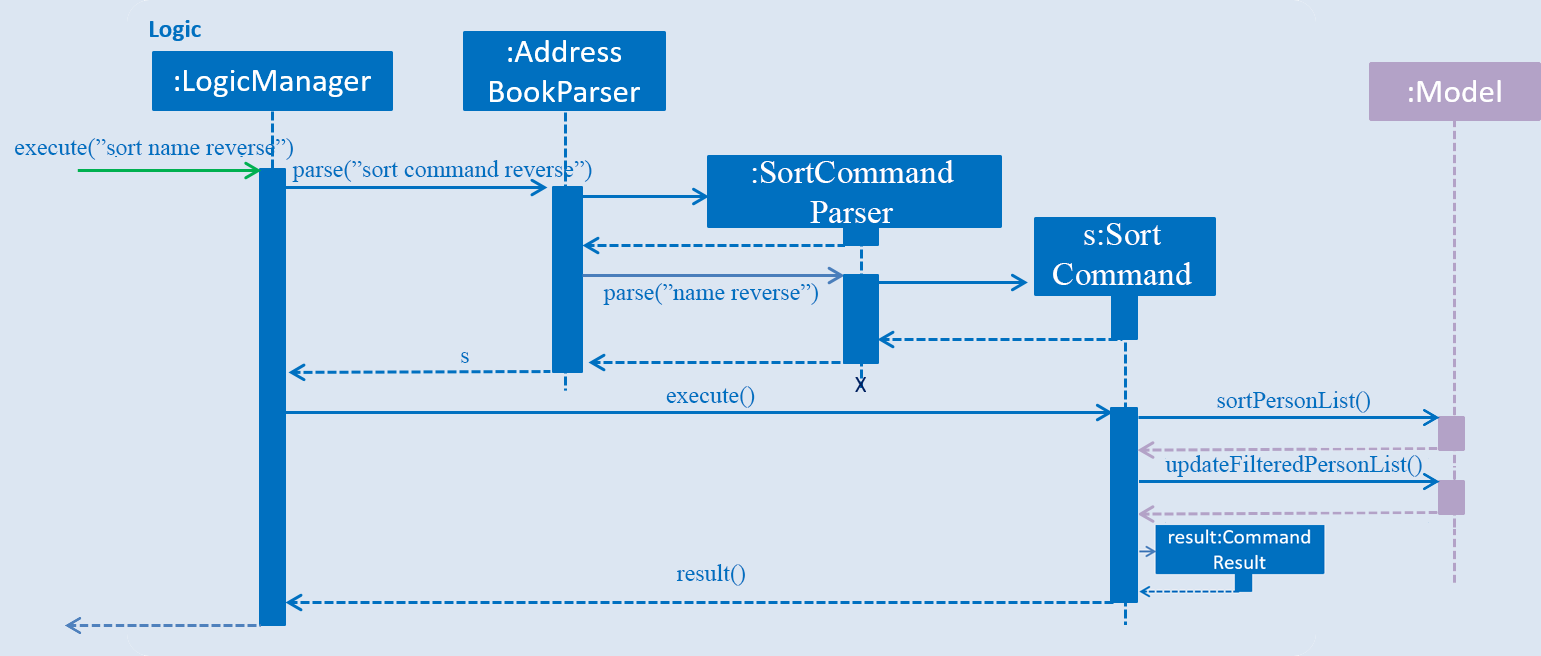 Logic
:LogicManager
:Address
BookParser
:Model
execute(”sort name reverse”)
parse(”sort command reverse”)
:SortCommand
Parser
s:Sort
Command
parse(”name reverse”)
s
X
execute()
sortPersonList()
updateFilteredPersonList()
result:Command
Result
result()